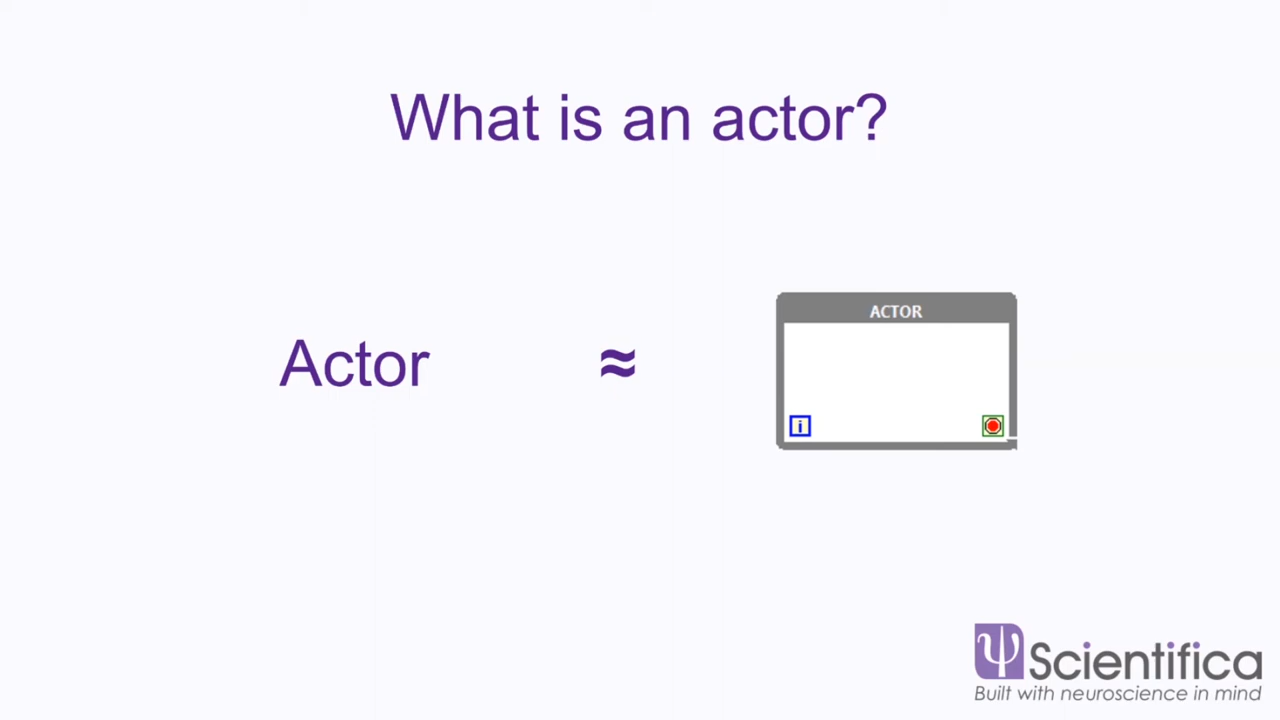 What is an actor?
ACTOR
Actor ≈
i
ψ Scientifica
Built with neuroscience in mind